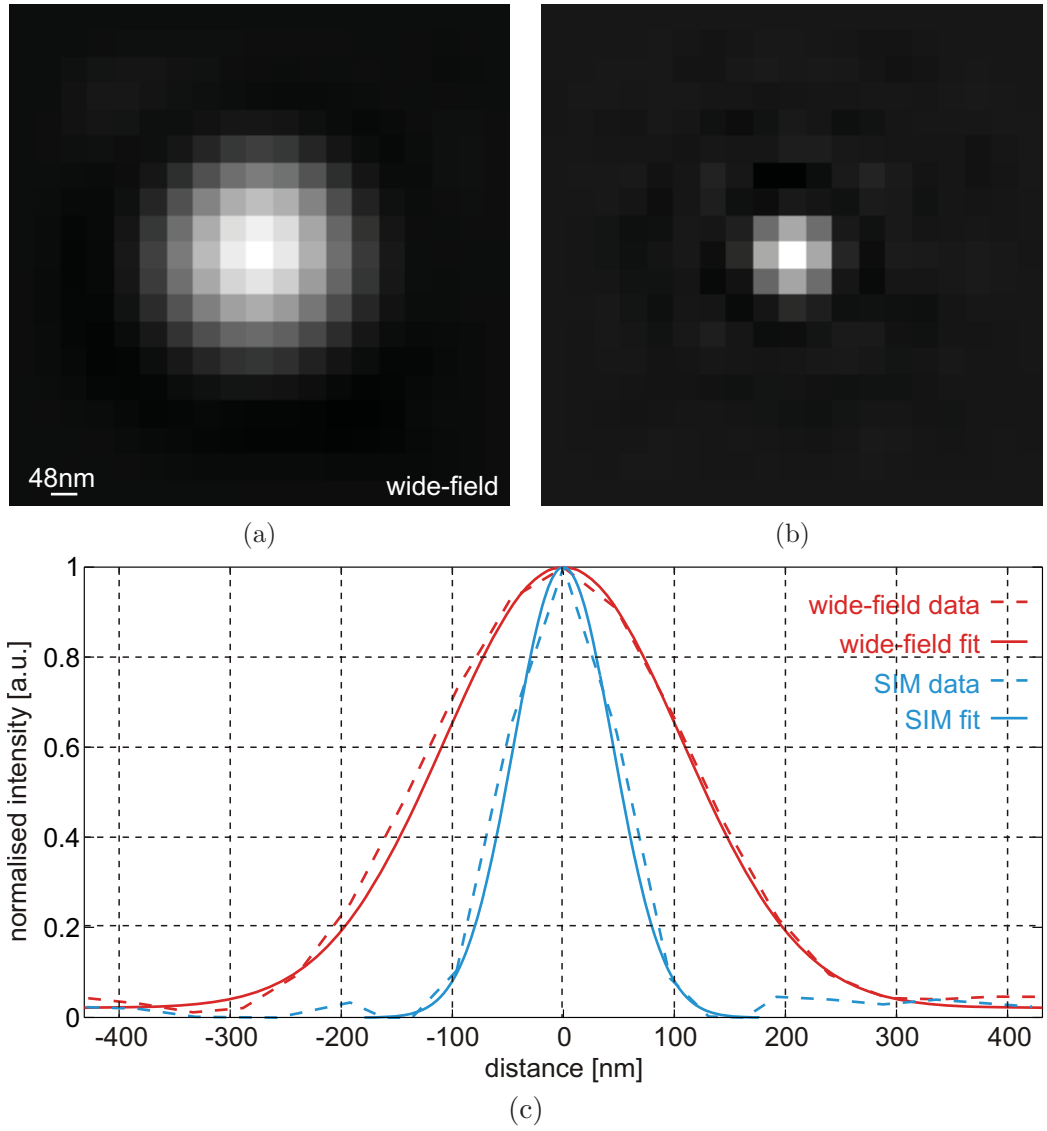 48nm
wide-field
(a)
(b)
normalised intensity [a.u.]
1
0.8
0.6
0.4
0.2
0
wide-field data
wide-field fit
SIM data
SIM fit
-400 -300 -200 -100 0 100 200 300 400
distance [nm]
(c)